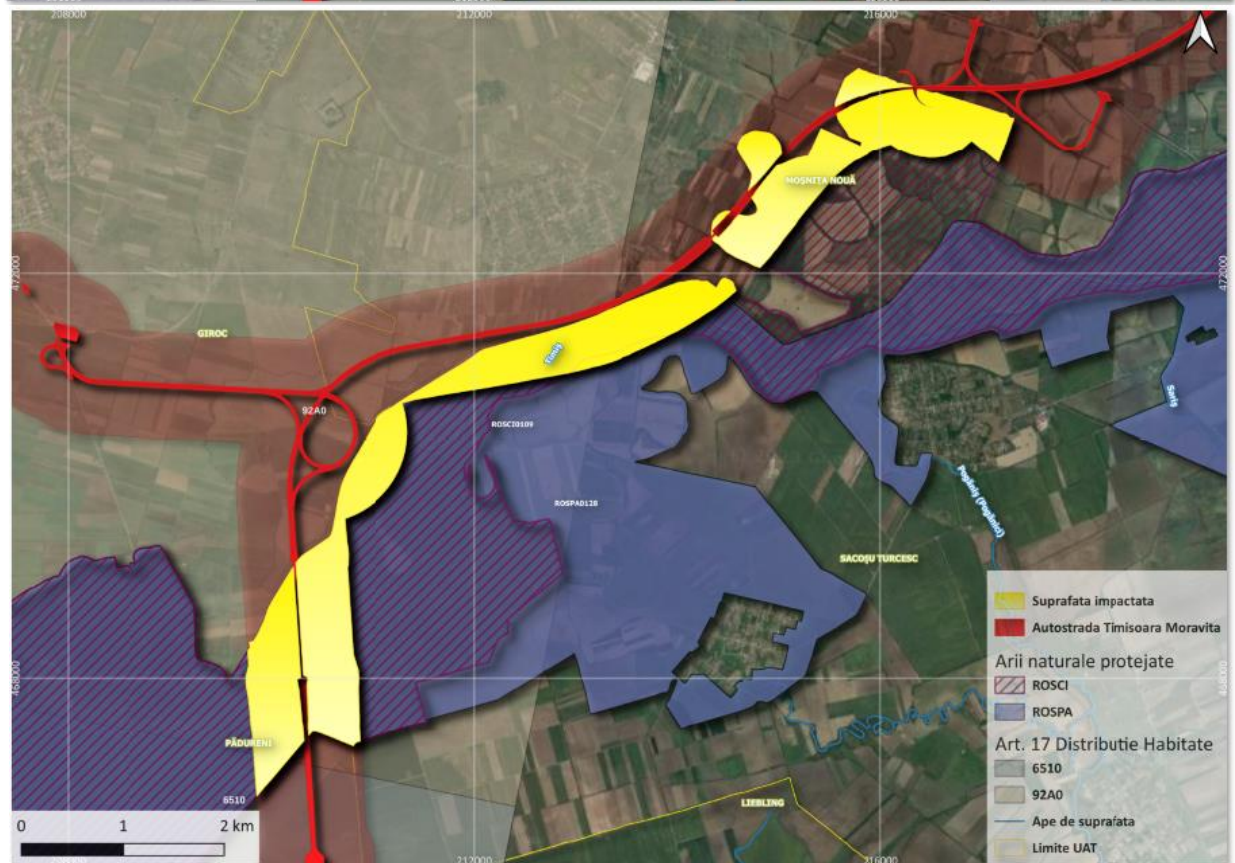 208000
212000
216000
MOȘNIȚA NOUĂ
472000
472000
GIROC
Timiș
92A0
Sariș
ROSCI0109
ROSPA0128
Pogăniș (Pogănici)
SACOȘU TURCESC
Suprafata impactata
Autostrada Timisoara Moravita
Arii naturale protejate
ROSCI
ROSPA
468000
468000
PĂDURENI
Art. 17 Distributie Habitate
6510
92A0
6510
LIEBLING
Ape de suprafata
Limite UAT
0 1 2 km
212000
216000